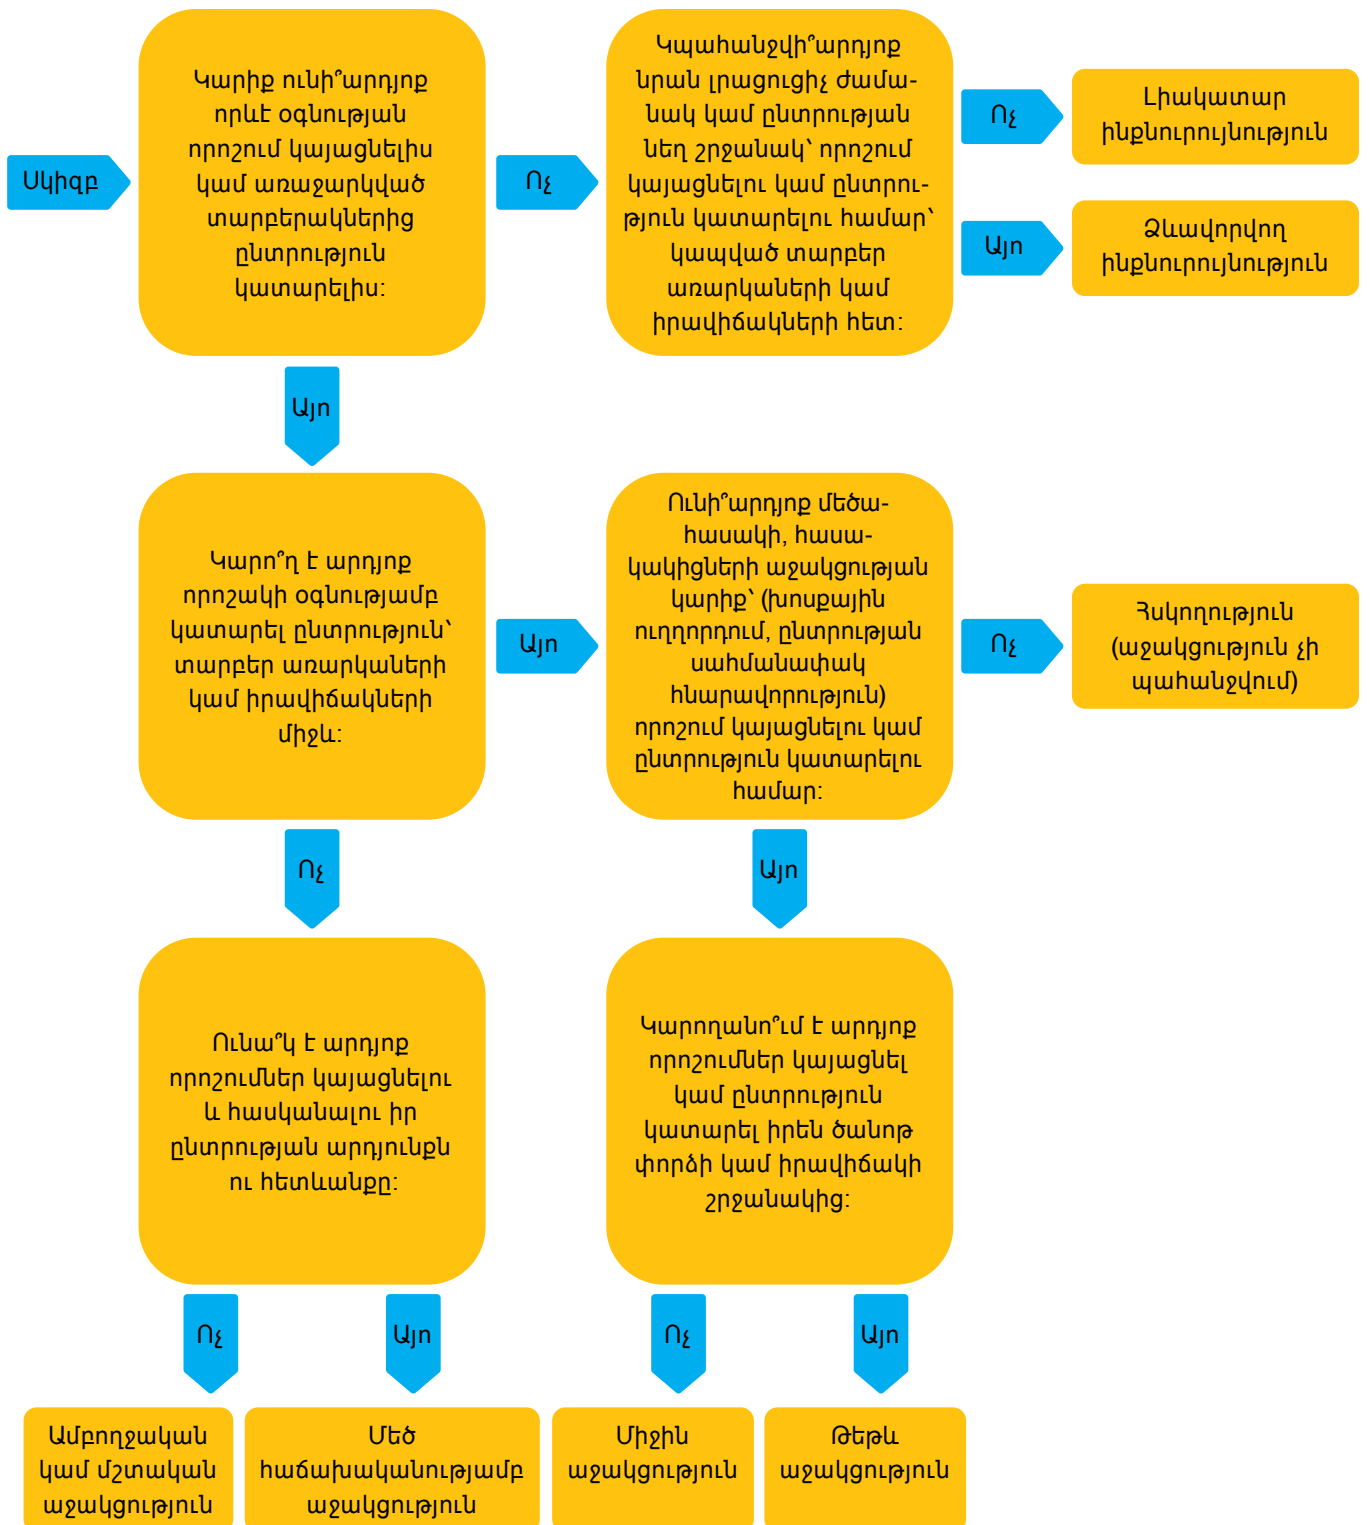 Սկիզբ
Կարիք ունի՞արդյոք
որևէ օգնության
որոշում կայացնելիս
կամ առաջարկված
տարբերակներից
ընտրություն
կատարելիս:
Ոչ
Կպահանջվի՞արդյոք
նրան լրացուցիչ ժամա-
նակ կամ ընտրության
նեղ շրջանակ՝ որոշում
կայացնելու կամ ընտրու-
թյուն կատարելու համար՝
կապված տարբեր
առարկաների կամ
իրավիճակների հետ:
Ոչ
Լիակատար
ինքնուրույնություն
Այո
Ձևավորվող
ինքնուրույնություն
Այո
Կարո՞ղ է արդյոք
որոշակի օգնությամբ
կատարել ընտրություն՝
տարբեր առարկաների
կամ իրավիճակների
միջև:
Այո
Ունի՞արդյոք մեծա-
հասակի, հասա-
կակիցների աջակցության
կարիք՝ (խոսքային
ուղղորդում, ընտրության
սահմանափակ
հնարավորություն)
որոշում կայացնելու կամ
ընտրություն կատարելու
համար:
Ոչ
Հսկողություն
(աջակցություն չի
պահանջվում)
Ոչ
Այո
Ունա՞կ է արդյոք
որոշումներ կայացնելու
և հասկանալու իր
ընտրության արդյունքն
ու հետևանքը:
Կարողանո՞ւմ է արդյոք
որոշումներ կայացնել
կամ ընտրություն
կատարել իրեն ծանոթ
փորձի կամ իրավիճակի
շրջանակից:
Ոչ
Այո
Ոչ
Այո
Ամբողջական
կամ մշտական
աջակցություն
Մեծ
հաճախականությամբ
աջակցություն
Միջին
աջակցություն
Թեթև
աջակցություն